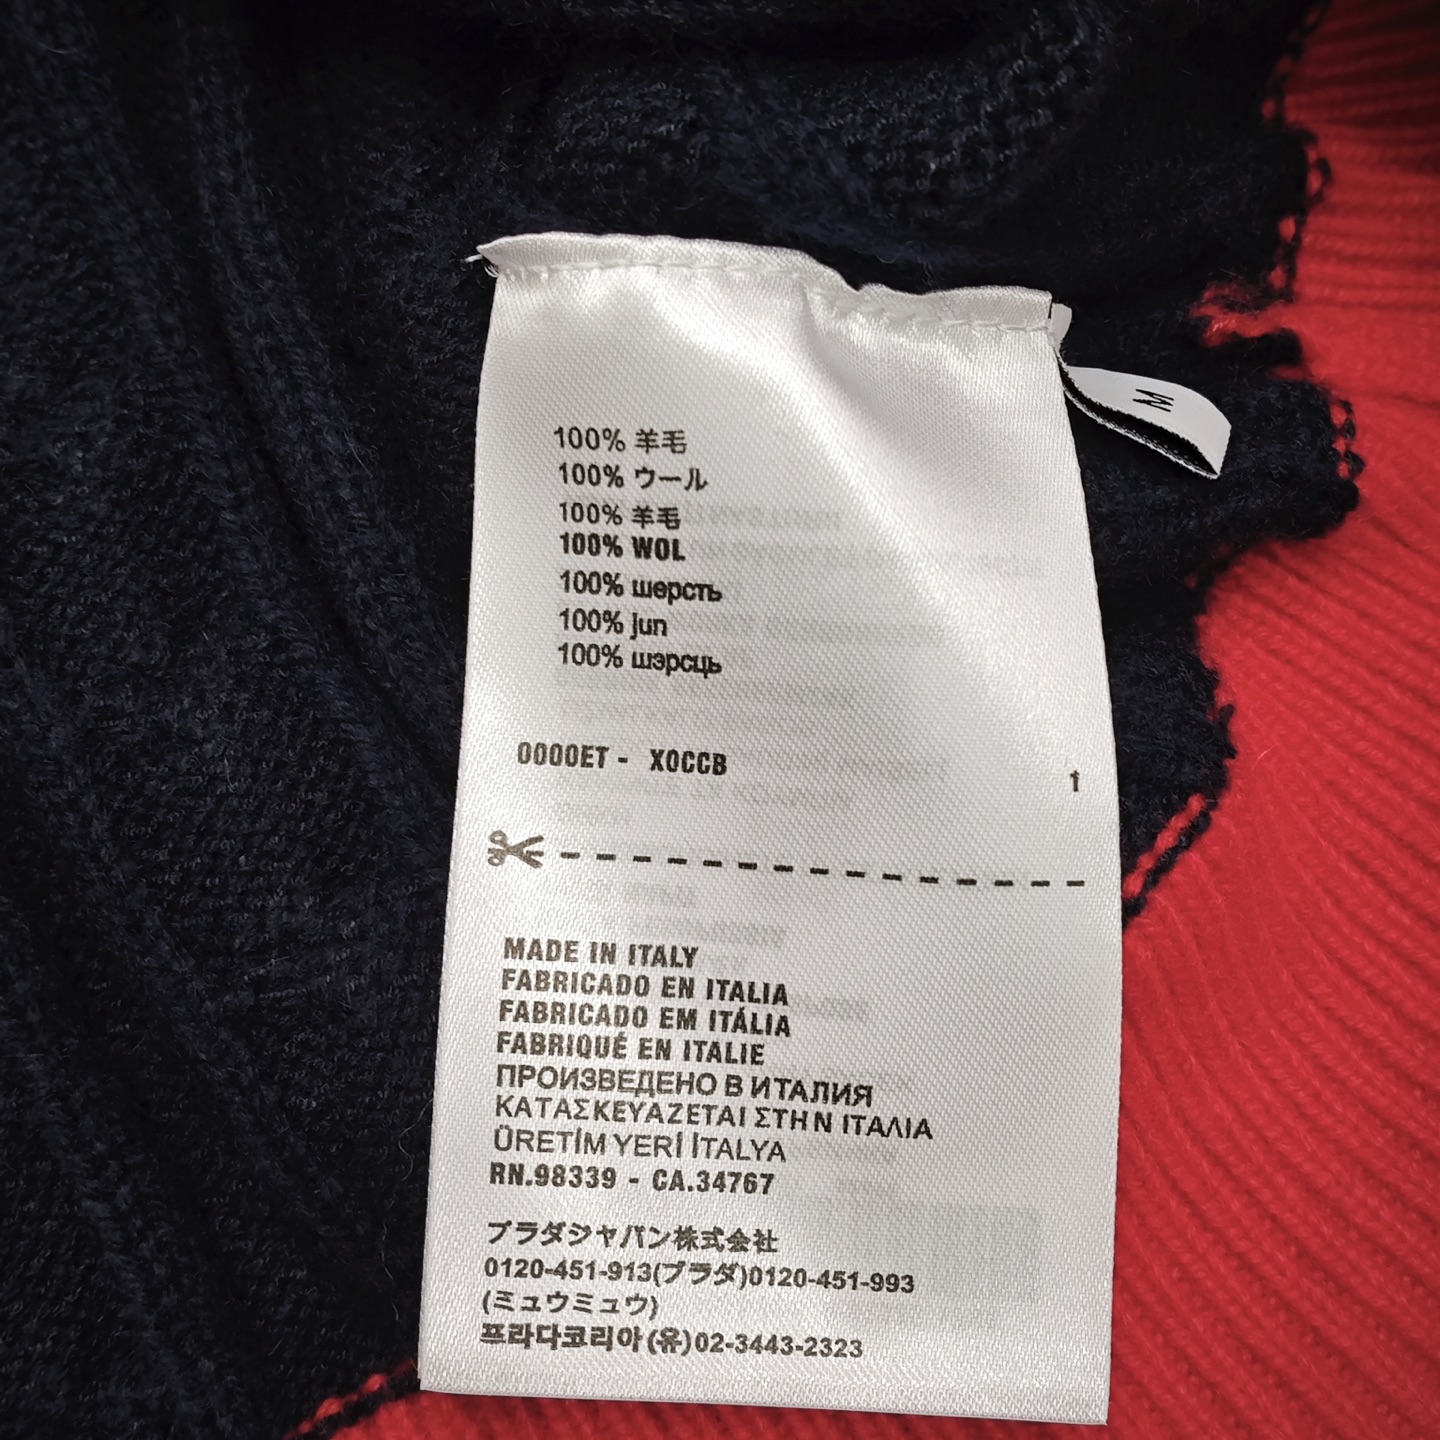 M
100% 羊毛
100% ウール
100% 羊毛
100% WOL
100% шерсть
100% jun
100% шэрсць
0000ET - X0CCB
1
MADE IN ITALY
FABRICADO EN ITALIA
FABRICADO EM ITÁLIA
FABRIQUÉ EN ITALIE
ПРОИЗВЕДЕНО В ИТАЛИЯ
ΚΑΤΑΣΚΕΥΑΖΕΤΑΙ ΣΤΗ Ν ΙΤΑΛΙΑ
ÜRETİM YERİ İTALYA
RN.98339 - CA.34767
プラダジャパン株式会社
0120-451-913(プラダ)0120-451-993
(ミュウミュウ)
프라다코리아(유)02-3443-2323